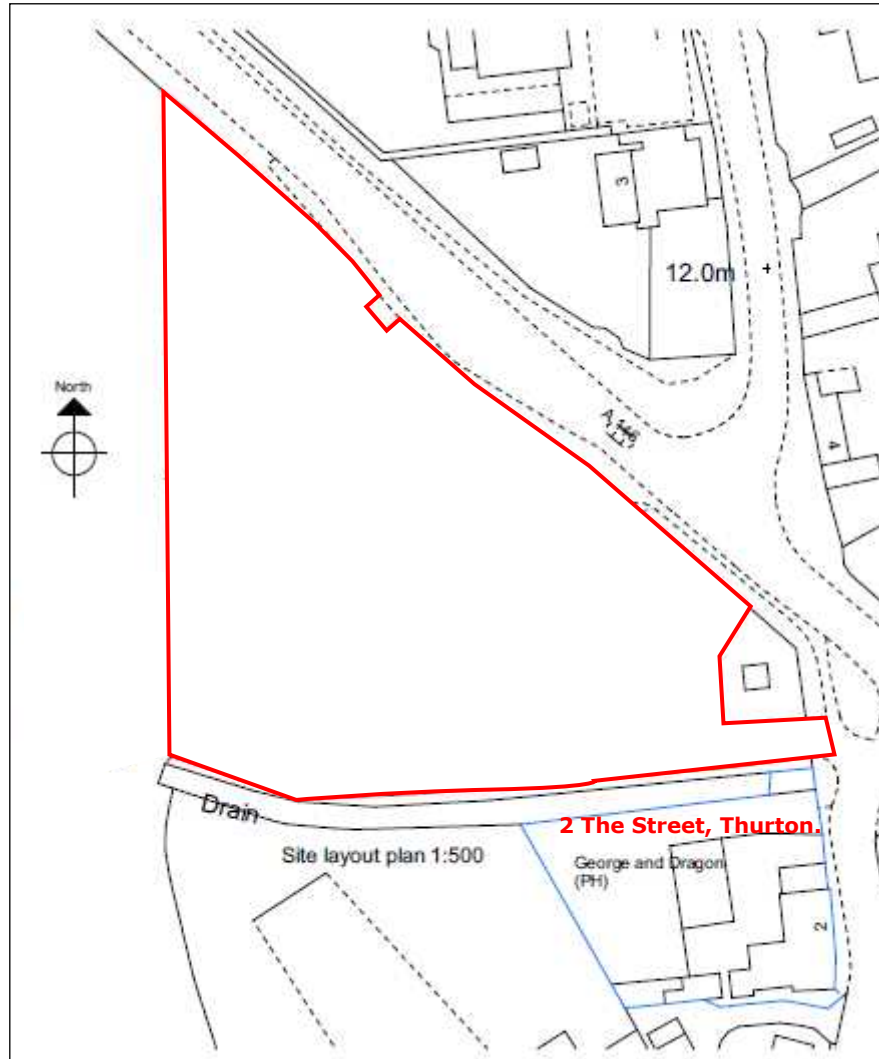 3
12.0m
North
4
Drain
2 The Street, Thurton.
Site layout plan 1:500
George and Dragon
(PH)
2